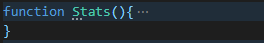 function Stats(){ ⋯
}